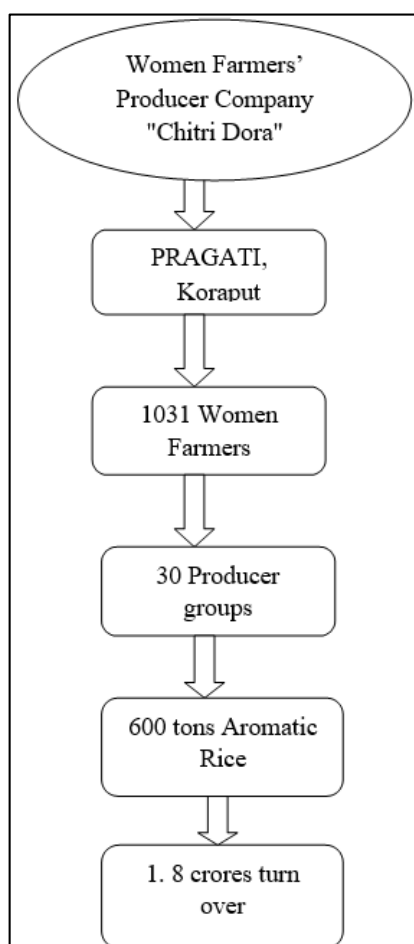 Women Farmers’
Producer Company
"Chitri Dora"
PRAGATI,
Koraput
1031 Women
Farmers
30 Producer
groups
600 tons Aromatic
Rice
1. 8 crores turn
over